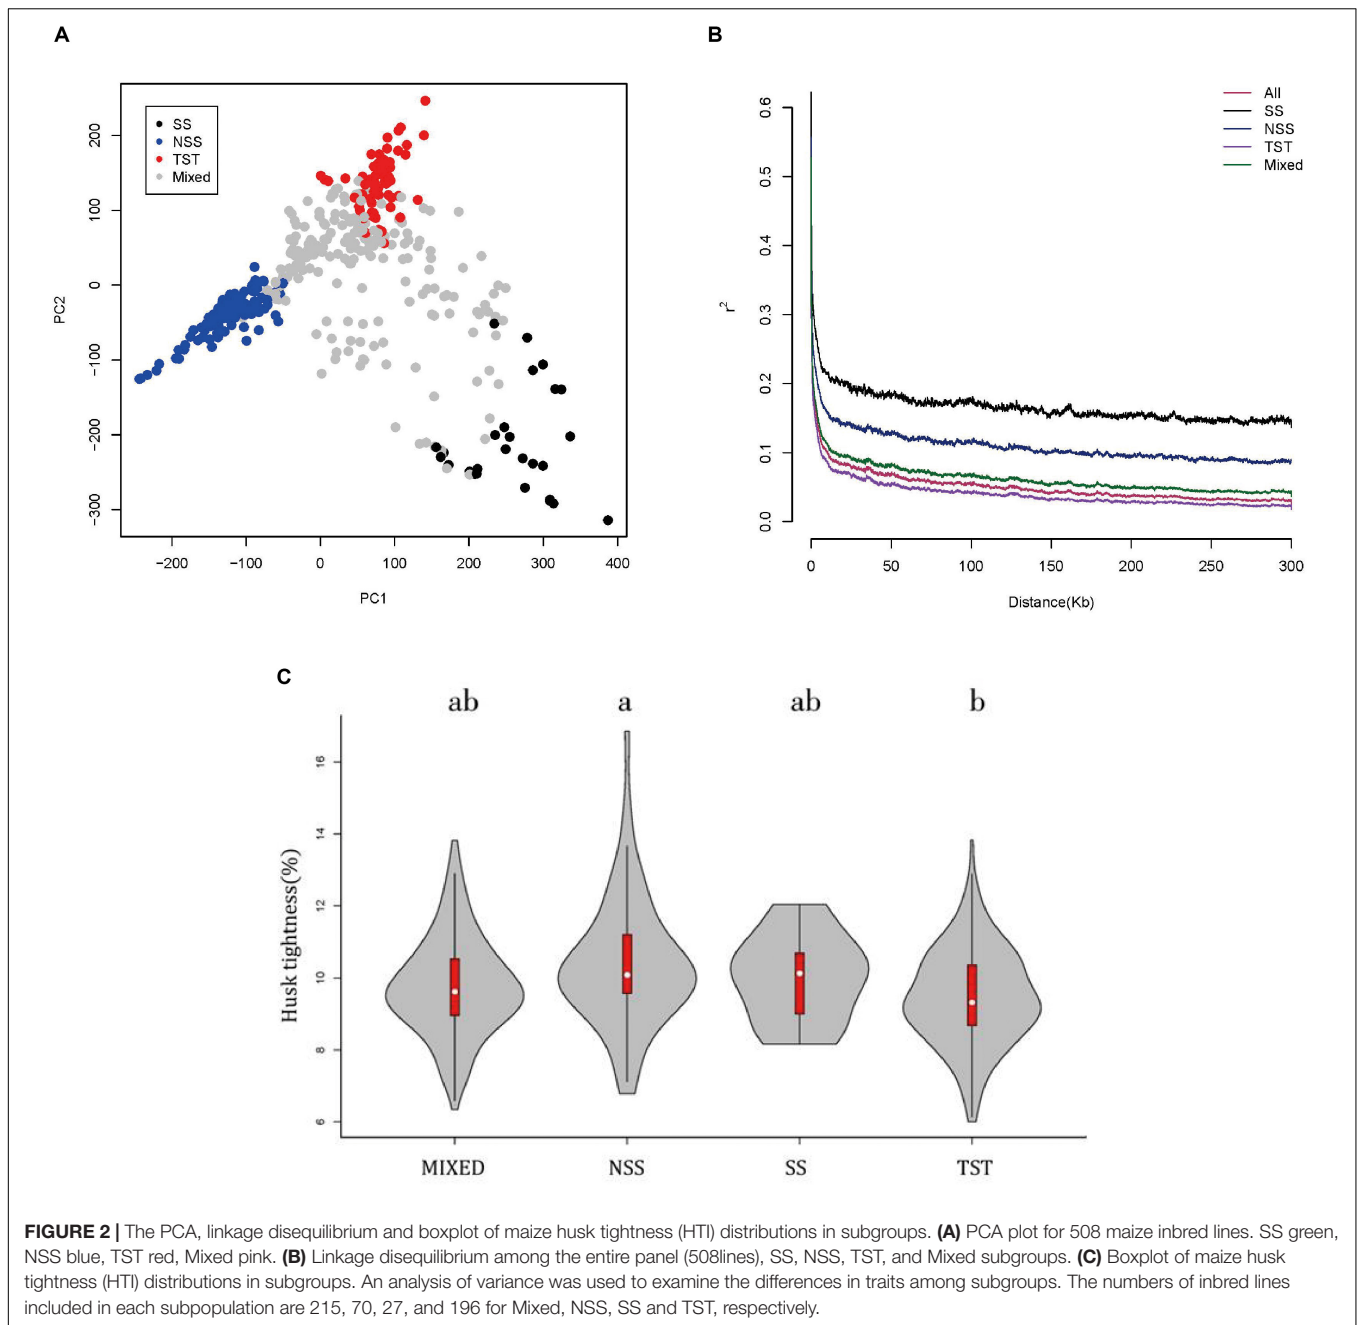 A
SS
NSS
TST
Mixed
PC2
200
100
0
−100
−200
−300
−200 −100 0 100 200 300 400
PC1
B
All
SS
NSS
TST
Mixed
r2
0.6
0.5
0.4
0.3
0.2
0.1
0.0
0 50 100 150 200 250 300
Distance(Kb)
C
ab a ab b
Husk tightness(%)
16
14
12
10
8
6
MIXED NSS SS TST
FIGURE 2 | The PCA, linkage disequilibrium and boxplot of maize husk tightness (HTI) distributions in subgroups. (A) PCA plot for 508 maize inbred lines. SS green,
NSS blue, TST red, Mixed pink. (B) Linkage disequilibrium among the entire panel (508lines), SS, NSS, TST, and Mixed subgroups. (C) Boxplot of maize husk
tightness (HTI) distributions in subgroups. An analysis of variance was used to examine the differences in traits among subgroups. The numbers of inbred lines
included in each subpopulation are 215, 70, 27, and 196 for Mixed, NSS, SS and TST, respectively.